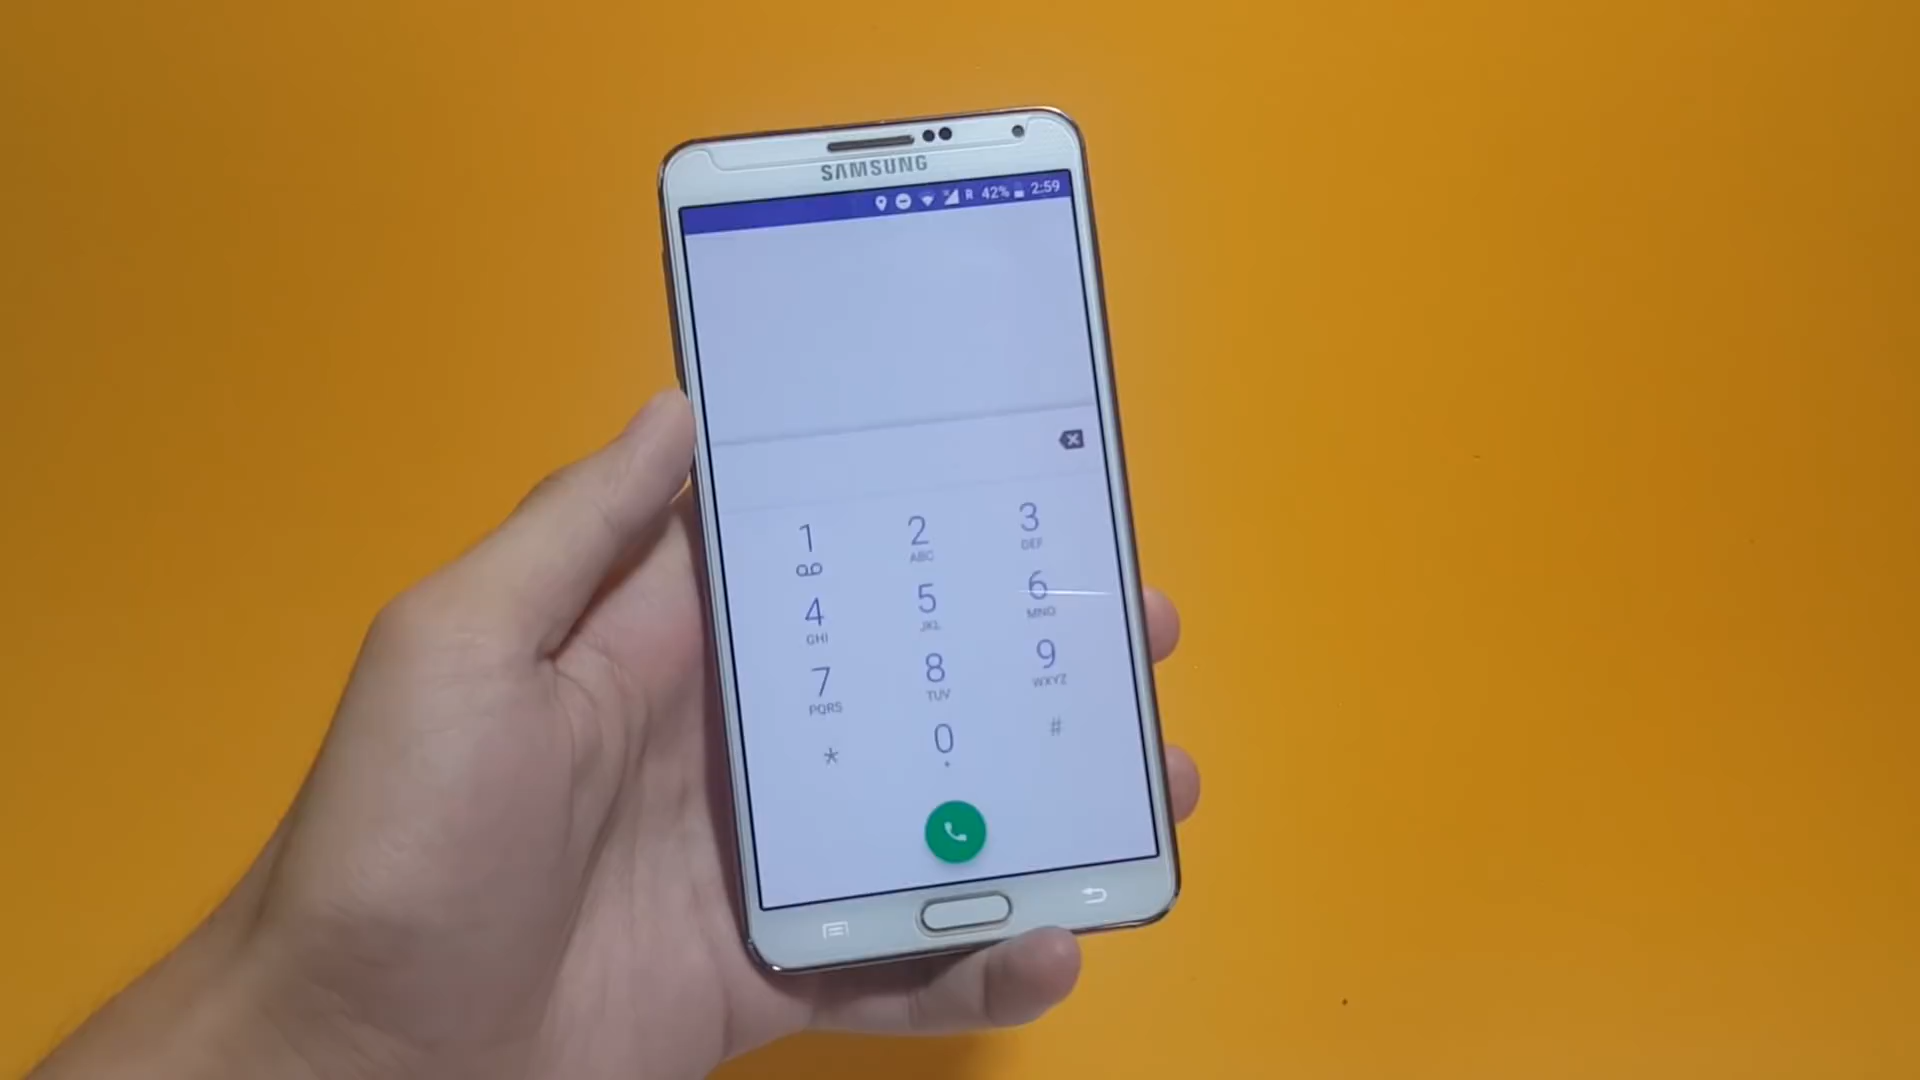 SAMSUNG
R 42% 2:59
1 2 3
ABC DEF
4 5 6
GHI JKL MNO
7 8 9
PQRS TUV WXYZ
* 0 #
+